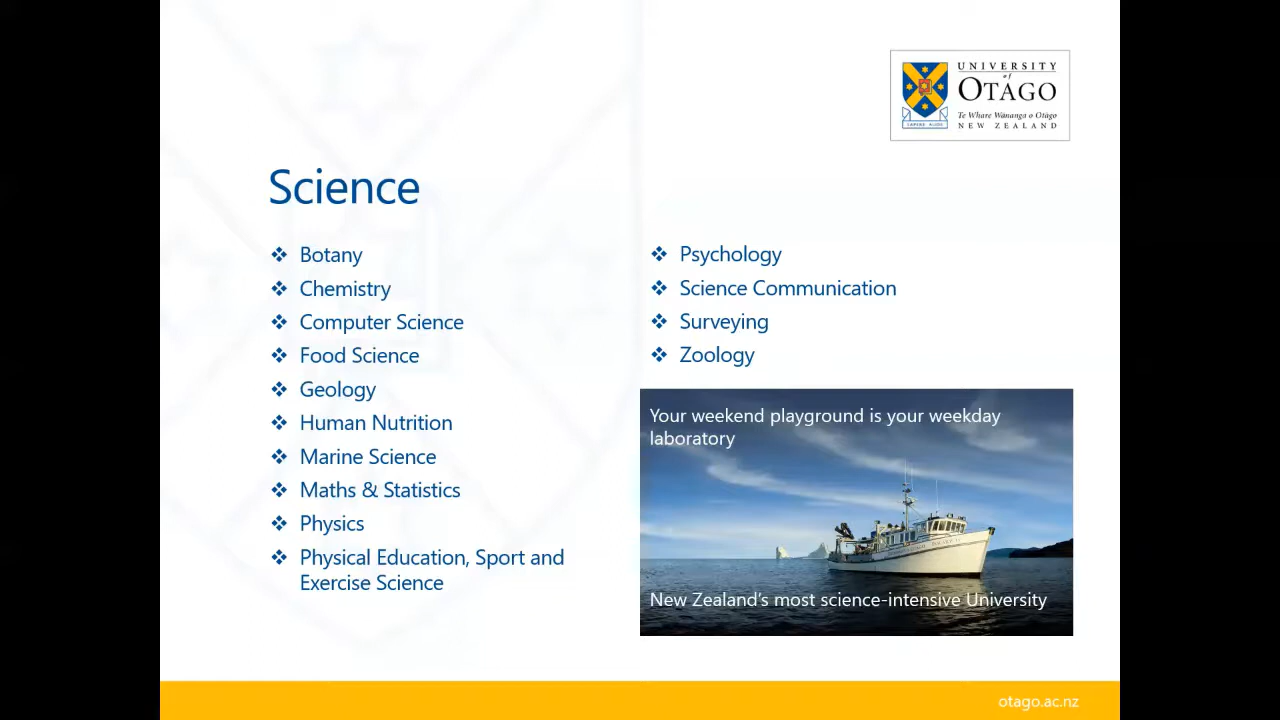 UNIVERSITY
of
OTAGO
Te Whare Wānanga o Otāgo
NEW ZEALAND
SAPERE AUDE
Science
❖ Botany
❖ Chemistry
❖ Computer Science
❖ Food Science
❖ Geology
❖ Human Nutrition
❖ Marine Science
❖ Maths & Statistics
❖ Physics
❖ Physical Education, Sport and
Exercise Science
❖ Psychology
❖ Science Communication
❖ Surveying
❖ Zoology
Your weekend playground is your weekday
laboratory
New Zealand’s most science-intensive University
otago.ac.nz